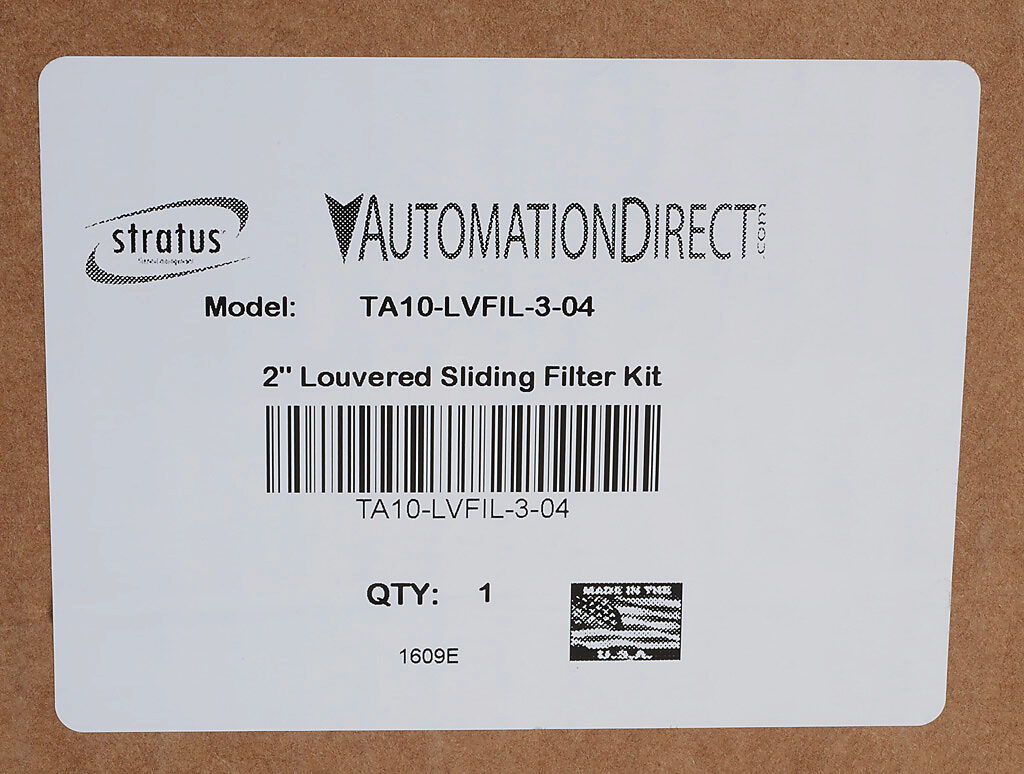 stratus
AUTOMATIONDIRECT.com
Model: TA10-LVFIL-3-04
2" Louvered Sliding Filter Kit
TA10-LVFIL-3-04
QTY: 1
MADE IN THE
U.S.A.
1609E